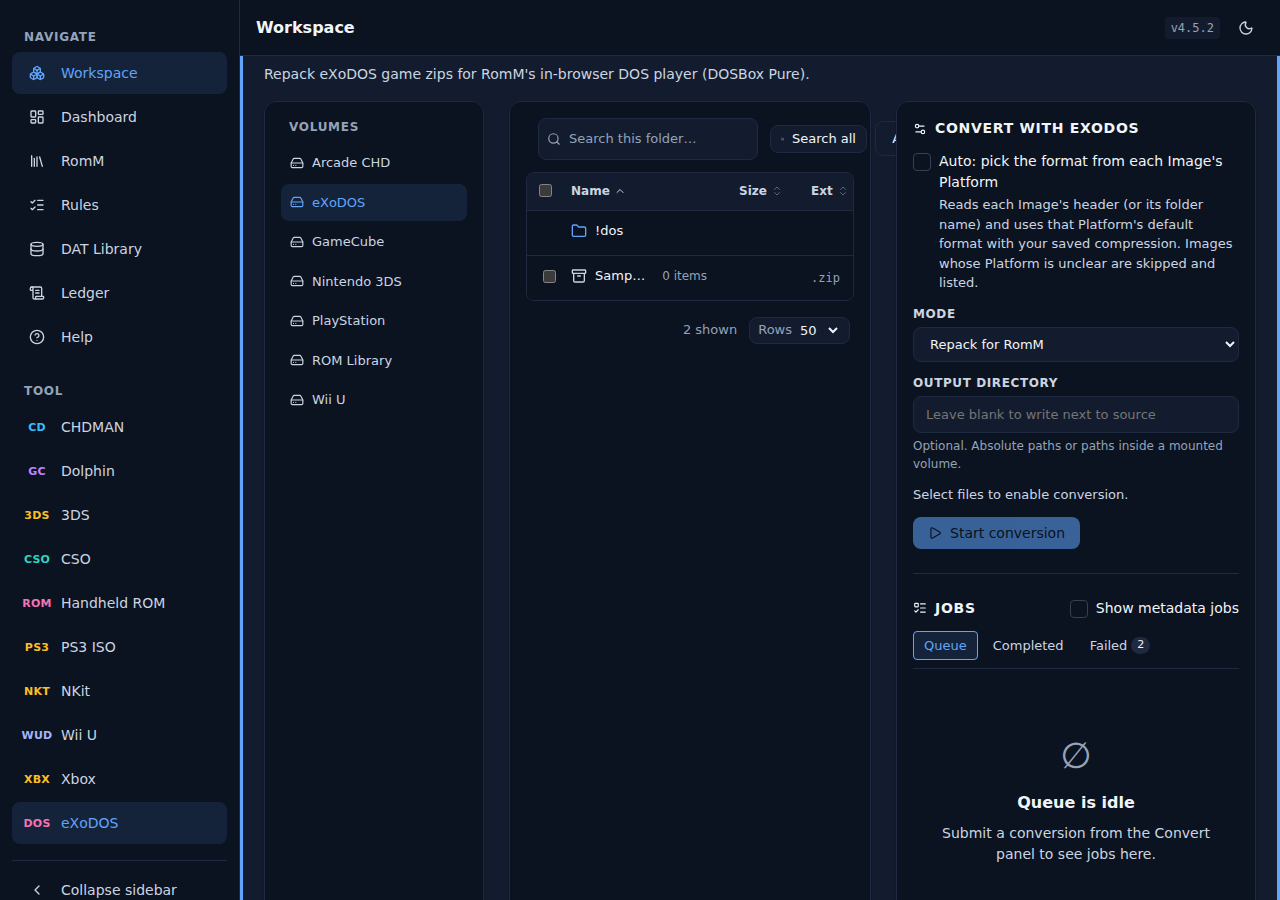 NAVIGATE
Workspace
Dashboard
RomM
Rules
DAT Library
Ledger
Help
TOOL
CD CHDMAN
GC Dolphin
3DS 3DS
CSO CSO
ROM Handheld ROM
PS3 PS3 ISO
NKT NKit
WUD Wii U
XBX Xbox
DOS eXoDOS
Collapse sidebar
Workspace
v4.5.2
Repack eXoDOS game zips for RomM's in-browser DOS player (DOSBox Pure).
VOLUMES
Arcade CHD
eXoDOS
GameCube
Nintendo 3DS
PlayStation
ROM Library
Wii U
Search this folder…
Search all
Name Size Ext
!dos
Samp… 0 items .zip
2 shown Rows 50
CONVERT WITH EXODOS
Auto: pick the format from each Image's
Platform
Reads each Image's header (or its folder
name) and uses that Platform's default
format with your saved compression. Images
whose Platform is unclear are skipped and
listed.
MODE
Repack for RomM
OUTPUT DIRECTORY
Leave blank to write next to source
Optional. Absolute paths or paths inside a mounted
volume.
Select files to enable conversion.
Start conversion
JOBS Show metadata jobs
Queue Completed Failed 2
Queue is idle
Submit a conversion from the Convert
panel to see jobs here.